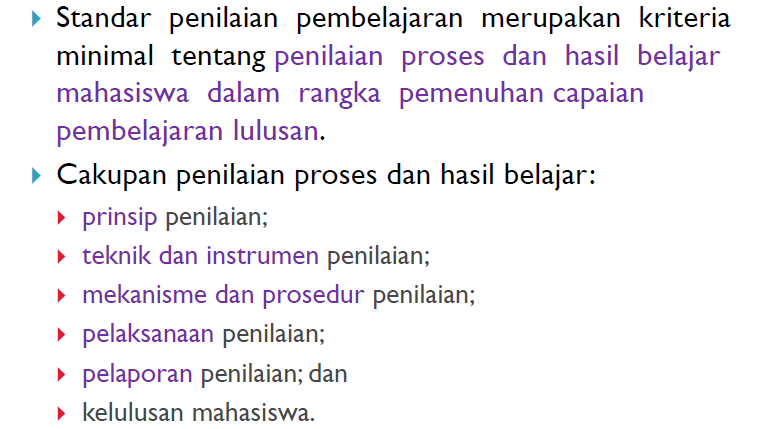 Standar penilaian pembelajaran merupakan kriteria
minimal tentang penilaian proses dan hasil belajar
mahasiswa dalam rangka pemenuhan capaian
pembelajaran lulusan.
Cakupan penilaian proses dan hasil belajar:
prinsip penilaian;
teknik dan instrumen penilaian;
mekanisme dan prosedur penilaian;
pelaksanaan penilaian;
pelaporan penilaian; dan
kelulusan mahasiswa.